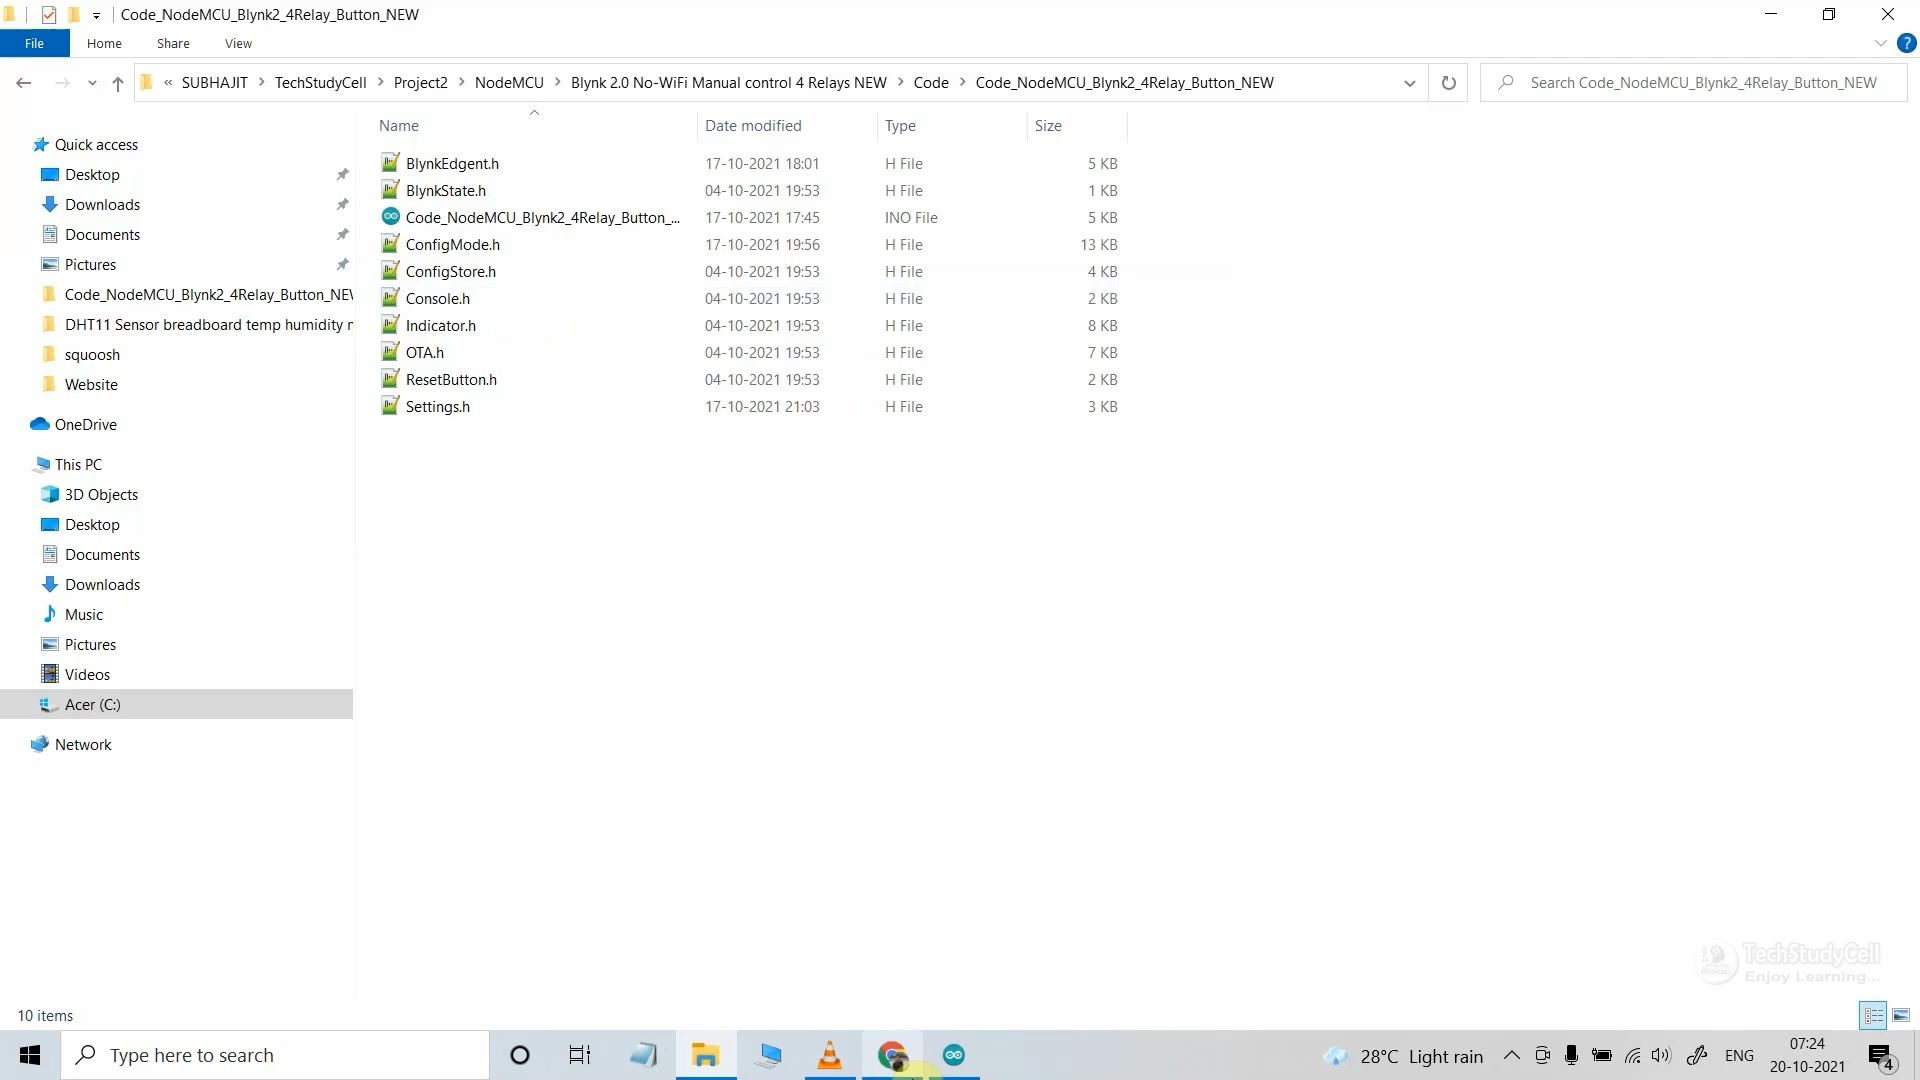 Code_NodeMCU_Blynk2_4Relay_Button_NEW
File Home Share View
« SUBHAJIT > TechStudyCell > Project2 > NodeMCU > Blynk 2.0 No-WiFi Manual control 4 Relays NEW > Code > Code_NodeMCU_Blynk2_4Relay_Button_NEW
Search Code_NodeMCU_Blynk2_4Relay_Button_NEW
Name Date modified Type Size
BlynkEdgent.h 17-10-2021 18:01 H File 5 KB
BlynkState.h 04-10-2021 19:53 H File 1 KB
Code_NodeMCU_Blynk2_4Relay_Button_... 17-10-2021 17:45 INO File 5 KB
ConfigMode.h 17-10-2021 19:56 H File 13 KB
ConfigStore.h 04-10-2021 19:53 H File 4 KB
Console.h 04-10-2021 19:53 H File 2 KB
Indicator.h 04-10-2021 19:53 H File 8 KB
OTA.h 04-10-2021 19:53 H File 7 KB
ResetButton.h 04-10-2021 19:53 H File 2 KB
Settings.h 17-10-2021 21:03 H File 3 KB
Quick access
Desktop
Downloads
Documents
Pictures
Code_NodeMCU_Blynk2_4Relay_Button_NEW
DHT11 Sensor breadboard temp humidity
squoosh
Website
OneDrive
This PC
3D Objects
Desktop
Documents
Downloads
Music
Pictures
Videos
Acer (C:)
Network
TechStudyCell
Enjoy Learning...
10 items
Type here to search
28°C Light rain
ENG
07:24
20-10-2021
4